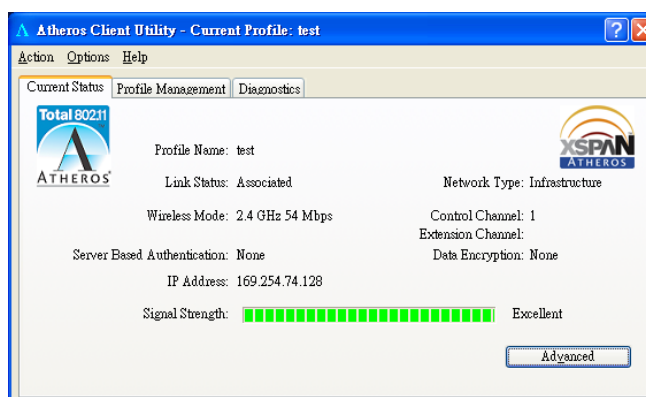 Atheros Client Utility - Current Profile: test
Action Options Help
Current Status Profile Management Diagnostics
Total 802.11
ATHEROS
XSPAN
ATHEROS
Profile Name: test
Link Status: Associated
Network Type: Infrastructure
Wireless Mode: 2.4 GHz 54 Mbps
Control Channel: 1
Extension Channel:
Server Based Authentication: None
Data Encryption: None
IP Address: 169.254.74.128
Signal Strength: Excellent
Advanced